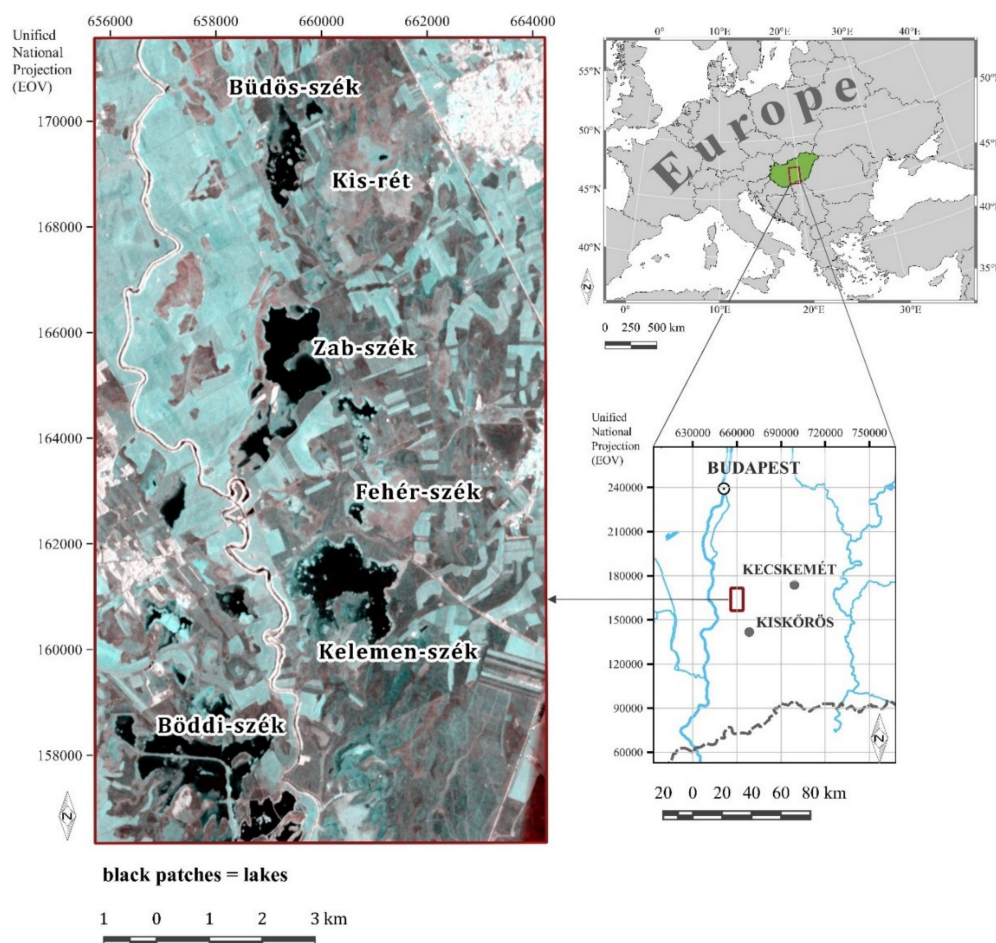 656000 658000 660000 662000 664000
Unified
National
Projection
(EOV)
170000
168000
166000
164000
162000
160000
158000
Büdös-szék
Kis-rét
Zab-szék
Fehér-szék
Kelemen-szék
Böddi-szék
N
black patches = lakes
1 0 1 2 3 km
0° 10°E 20°E 30°E 40°E
55°N
50°N
45°N
40°N
50°N
45°N
40°N
35°N
Europe
N
0 250 500 km
10°E 20°E 30°E
Unified
National
Projection
(EOV)
630000 660000 690000 720000 750000
240000
210000
180000
150000
120000
90000
60000
BUDAPEST
KECSKEMÉT
KISKŐRÖS
N
20 0 20 40 60 80 km